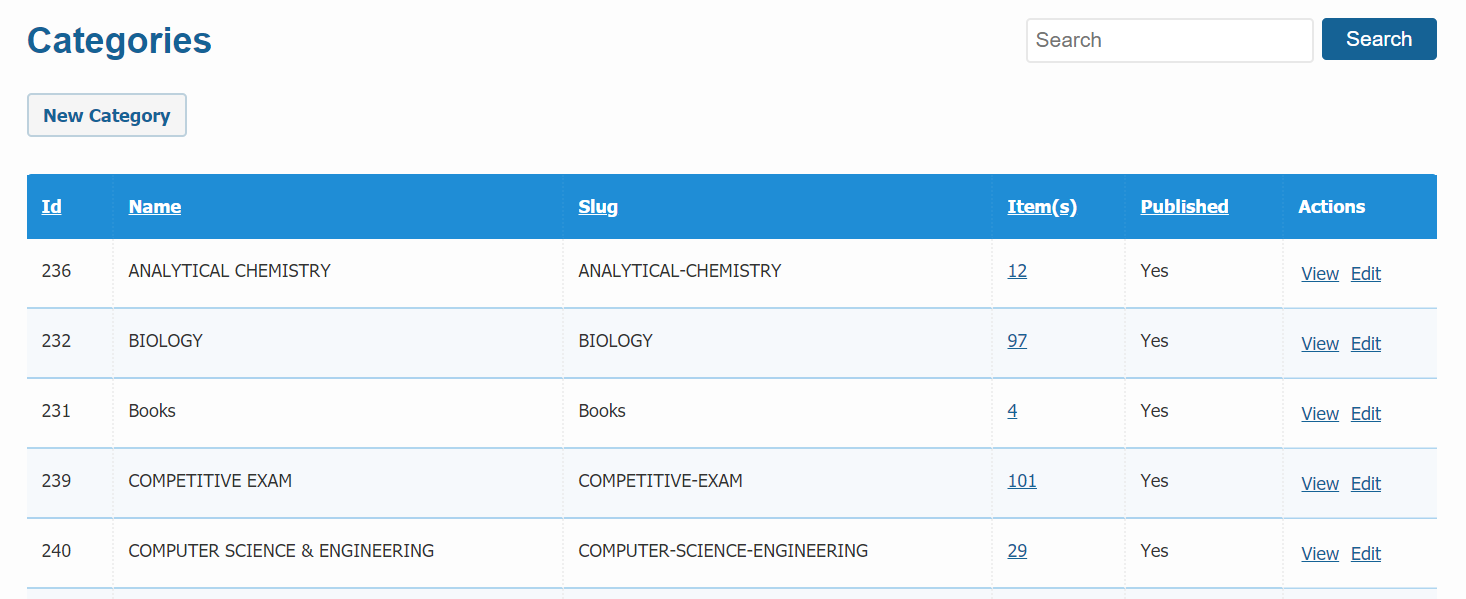 Categories
Search Search
New Category
Id Name Slug Item(s) Published Actions
236 ANALYTICAL CHEMISTRY ANALYTICAL-CHEMISTRY 12 Yes View Edit
232 BIOLOGY BIOLOGY 97 Yes View Edit
231 Books Books 4 Yes View Edit
239 COMPETITIVE EXAM COMPETITIVE-EXAM 101 Yes View Edit
240 COMPUTER SCIENCE & ENGINEERING COMPUTER-SCIENCE-ENGINEERING 29 Yes View Edit